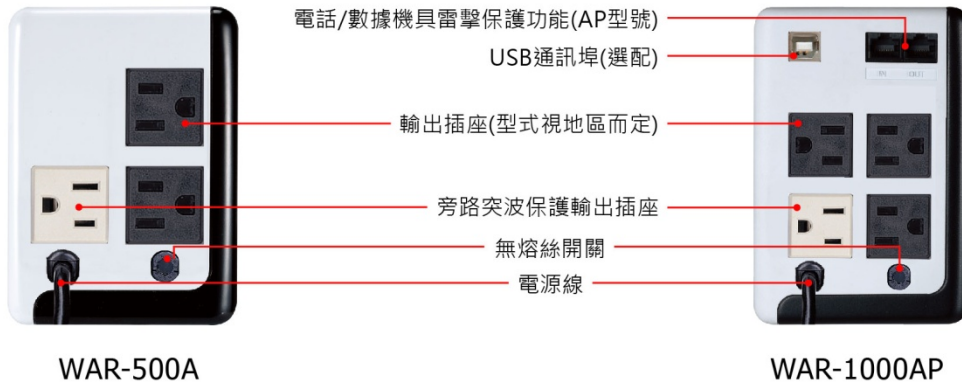 電話/數據機具雷擊保護功能(AP型號)
USB通訊埠(選配)
輸出插座(型式視地區而定)
旁路突波保護輸出插座
無熔絲開關
電源線
WAR-500A
WAR-1000AP